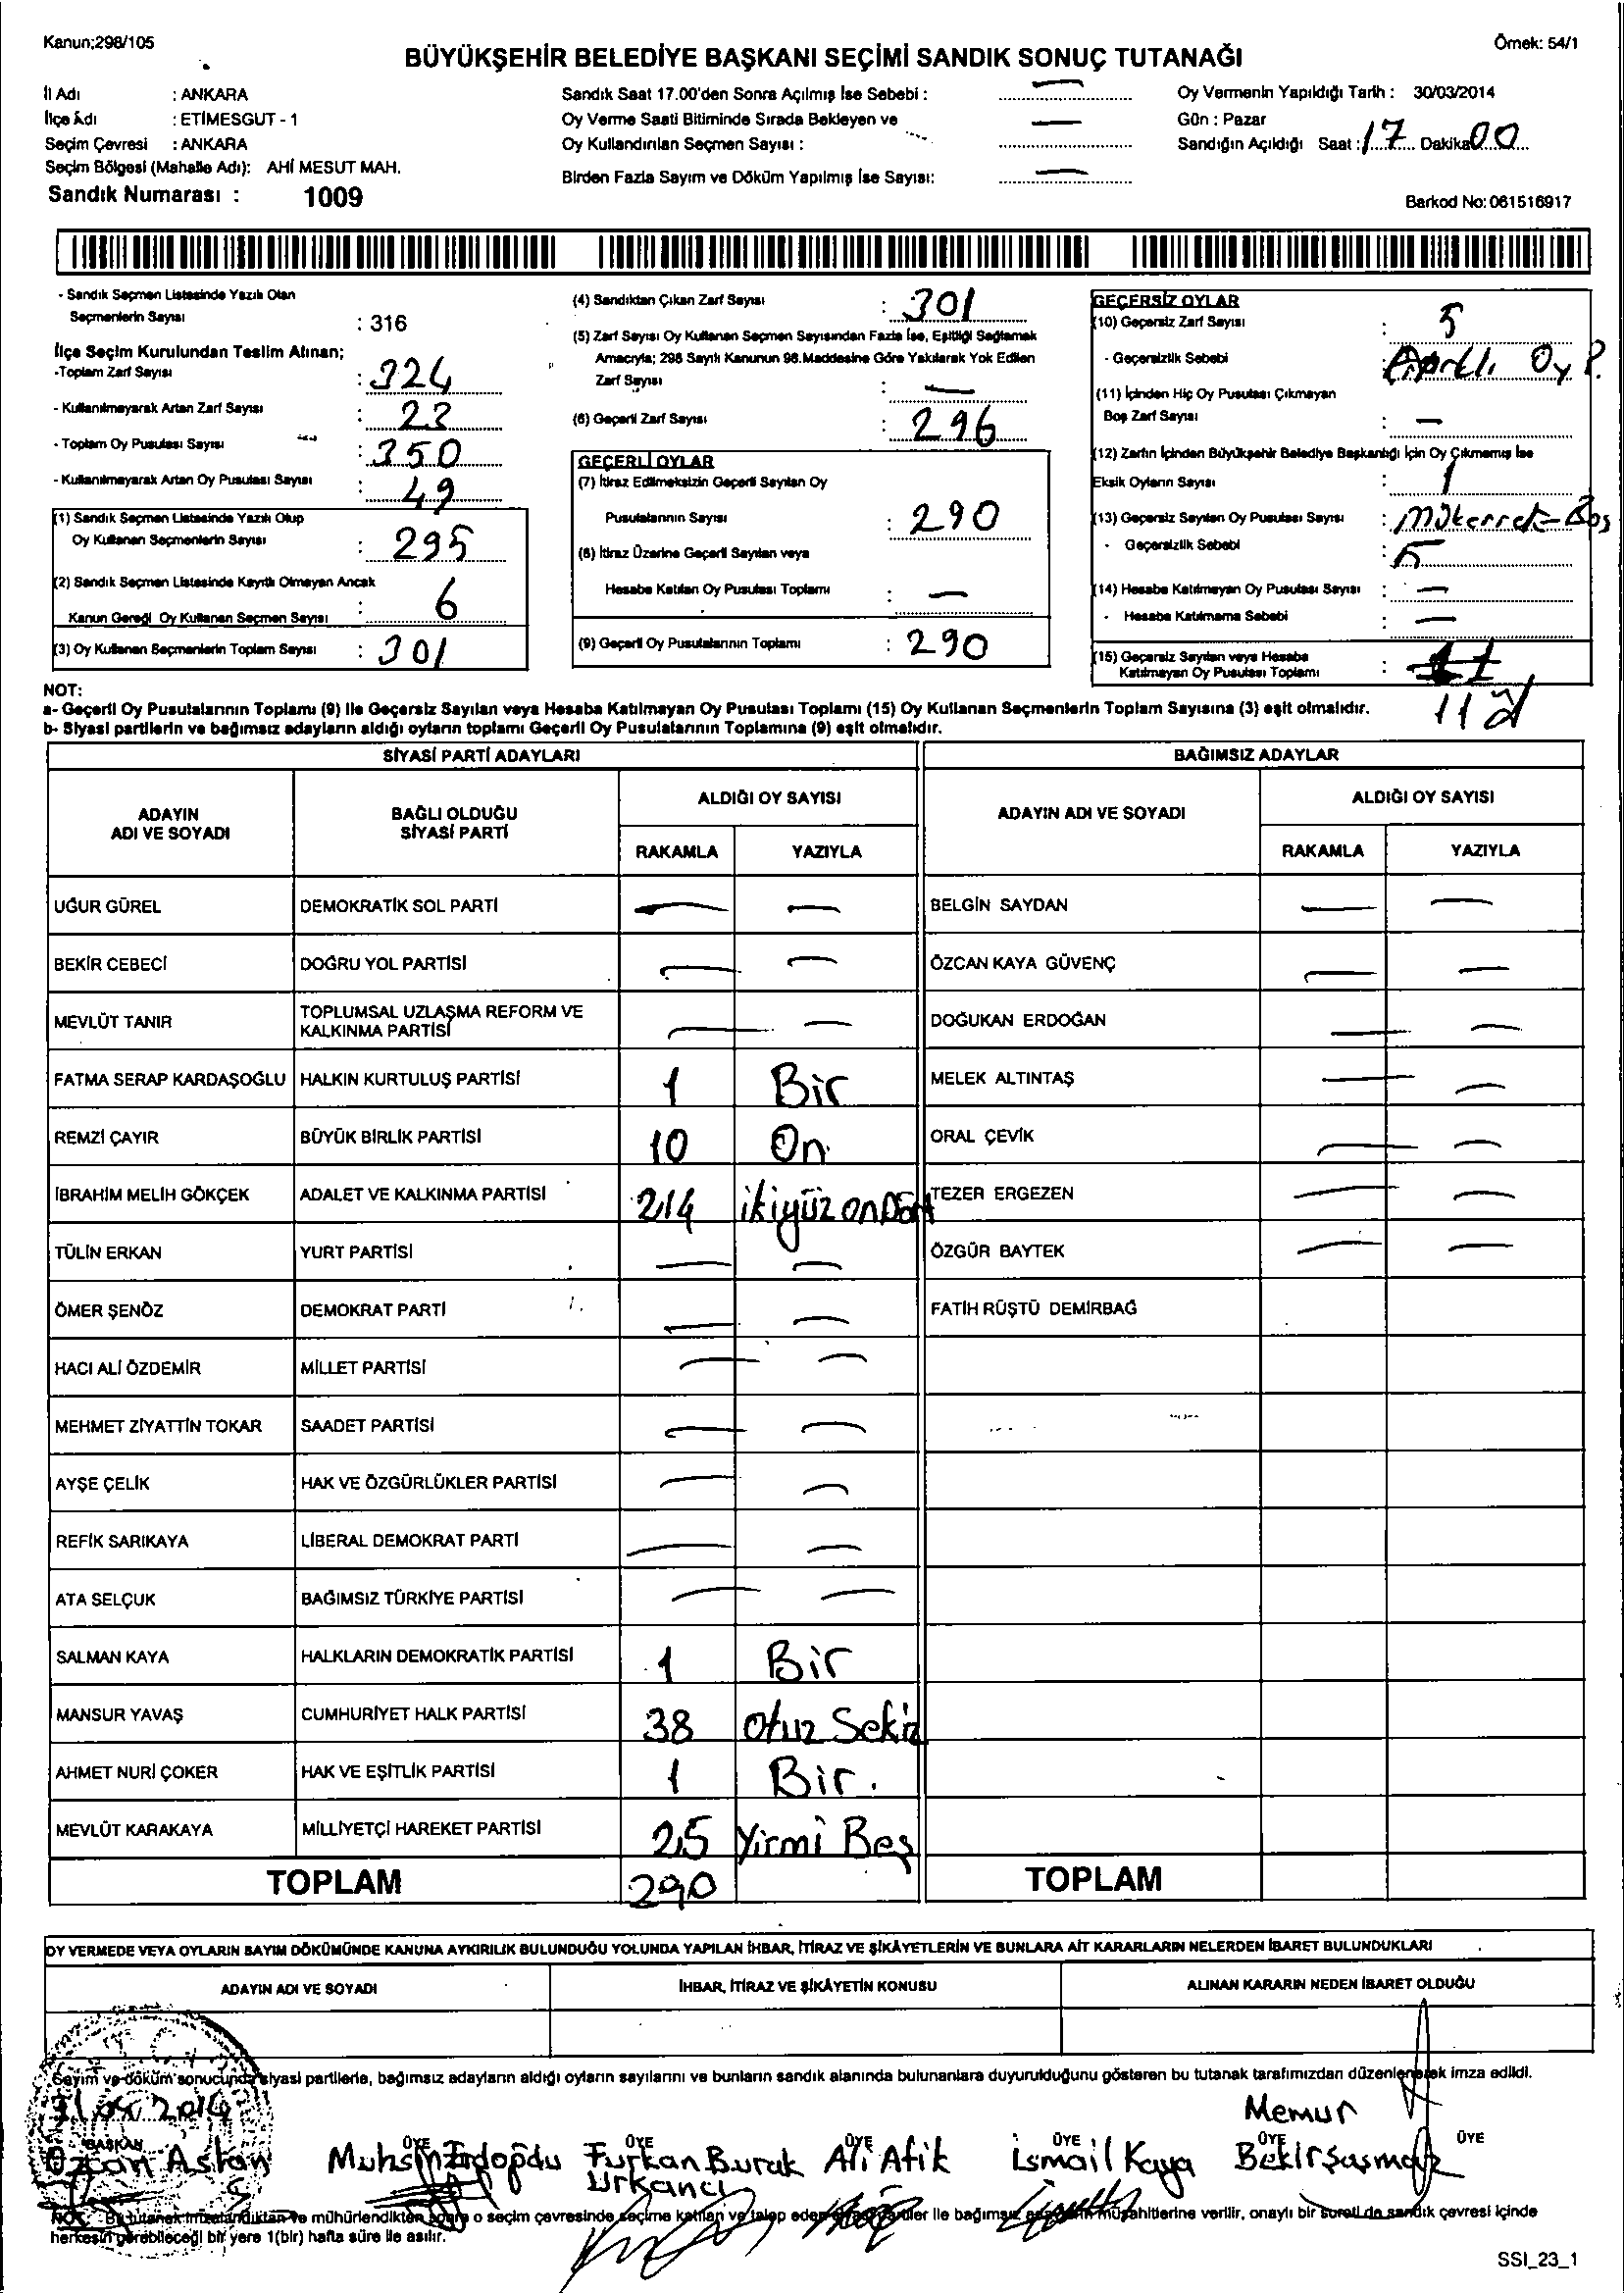 Kanun;298/105
Örnek: 54/1
BÜYÜKŞEHİR BELEDİYE BAŞKANI SEÇİMİ SANDIK SONUÇ TUTANAĞI
İl Adı : ANKARA
İlçe Adı : ETİMESGUT - 1
Seçim Çevresi : ANKARA
Seçim Bölgesi (Mahalle Adı): AHİ MESUT MAH.
Sandık Numarası : 1009
Sandık Saat 17.00'den Sonra Açılmış İse Sebebi : —
Oy Verme Saati Bitiminde Sırada Bekleyen ve —
Oy Kullandırılan Seçmen Sayısı :
Birden Fazla Sayım ve Döküm Yapılmış İse Sayısı: —
Oy Vermenin Yapıldığı Tarih : 30/03/2014
Gün : Pazar
Sandığın Açıldığı Saat : 17 Dakika 00
Barkod No: 061516917
- Sandık Seçmen Listesinde Yazılı Olan
Seçmenlerin Sayısı : 316
İlçe Seçim Kurulundan Teslim Alınan;
-Toplam Zarf Sayısı : 324
- Kullanılmayarak Artan Zarf Sayısı : 23
- Toplam Oy Pusulası Sayısı : 350
- Kullanılmayarak Artan Oy Pusulası Sayısı : 49
(1) Sandık Seçmen Listesinde Yazılı Olup
Oy Kullanan Seçmenlerin Sayısı : 295
(2) Sandık Seçmen Listesinde Kayıtlı Olmayan Ancak
Kanun Gereği Oy Kullanan Seçmen Sayısı : 6
(3) Oy Kullanan Seçmenlerin Toplam Sayısı : 301
(4) Sandıktan Çıkan Zarf Sayısı : 301
(5) Zarf Sayısı Oy Kullanan Seçmen Sayısından Fazla İse, Eşitliği Sağlamak
Amacıyla; 298 Sayılı Kanunun 98.Maddesine Göre Yakılarak Yok Edilen
Zarf Sayısı : —
(6) Geçerli Zarf Sayısı : 296
GEÇERLİ OYLAR
(7) İtiraz Edilmeksizin Geçerli Sayılan Oy
Pusulalarının Sayısı : 290
(8) İtiraz Üzerine Geçerli Sayılan veya
Hesaba Katılan Oy Pusulası Toplamı : —
(9) Geçerli Oy Pusulalarının Toplamı : 290
GEÇERSİZ OYLAR
(10) Geçersiz Zarf Sayısı : 5
- Geçersizlik Sebebi : Oy P.
(11) İçinden Hiç Oy Pusulası Çıkmayan
Boş Zarf Sayısı : —
(12) Zarfın İçinden Büyükşehir Belediye Başkanlığı İçin Oy Çıkmamış İse
Eksik Oyların Sayısı : 1
(13) Geçersiz Sayılan Oy Pusulası Sayısı : Mükerret-Boş
- Geçersizlik Sebebi : 5
(14) Hesaba Katılmayan Oy Pusulası Sayısı : —
- Hesaba Katılmama Sebebi : —
(15) Geçersiz Sayılan veya Hesaba
Katılmayan Oy Pusulası Toplamı : 11
11
NOT:
a- Geçerli Oy Pusulalarının Toplamı (9) ile Geçersiz Sayılan veya Hesaba Katılmayan Oy Pusulası Toplamı (15) Oy Kullanan Seçmenlerin Toplam Sayısına (3) eşit olmalıdır.
b- Siyasi partilerin ve bağımsız adayların aldığı oyların toplamı Geçerli Oy Pusulalarının Toplamına (9) eşit olmalıdır.
SİYASİ PARTİ ADAYLARI
ADAYIN ADI VE SOYADI BAĞLI OLDUĞU SİYASİ PARTİ ALDIĞI OY SAYISI
RAKAMLA YAZIYLA
UĞUR GÜREL DEMOKRATİK SOL PARTİ — —
BEKİR CEBECİ DOĞRU YOL PARTİSİ — —
MEVLÜT TANIR TOPLUMSAL UZLAŞMA REFORM VE KALKINMA PARTİSİ — —
FATMA SERAP KARDAŞOĞLU HALKIN KURTULUŞ PARTİSİ 1 Bir
REMZİ ÇAYIR BÜYÜK BİRLİK PARTİSİ 10 On
İBRAHİM MELİH GÖKÇEK ADALET VE KALKINMA PARTİSİ 214 ikiyüz onDört
TÜLİN ERKAN YURT PARTİSİ — —
ÖMER ŞENÖZ DEMOKRAT PARTİ — —
HACI ALİ ÖZDEMİR MİLLET PARTİSİ — —
MEHMET ZİYATTİN TOKAR SAADET PARTİSİ — —
AYŞE ÇELİK HAK VE ÖZGÜRLÜKLER PARTİSİ — —
REFİK SARIKAYA LİBERAL DEMOKRAT PARTİ — —
ATA SELÇUK BAĞIMSIZ TÜRKİYE PARTİSİ — —
SALMAN KAYA HALKLARIN DEMOKRATİK PARTİSİ 1 Bir
MANSUR YAVAŞ CUMHURİYET HALK PARTİSİ 38 Otuz Sekiz
AHMET NURİ ÇOKER HAK VE EŞİTLİK PARTİSİ 1 Bir.
MEVLÜT KARAKAYA MİLLİYETÇİ HAREKET PARTİSİ 25 Yirmi Beş
TOPLAM 290
BAĞIMSIZ ADAYLAR
ADAYIN ADI VE SOYADI ALDIĞI OY SAYISI
RAKAMLA YAZIYLA
BELGİN SAYDAN — —
ÖZCAN KAYA GÜVENÇ — —
DOĞUKAN ERDOĞAN — —
MELEK ALTINTAŞ — —
ORAL ÇEVİK — —
TEZER ERGEZEN — —
ÖZGÜR BAYTEK — —
FATİH RÜŞTÜ DEMİRBAĞ
TOPLAM
OY VERMEDE VEYA OYLARIN SAYIM DÖKÜMÜNDE KANUNA AYKIRILIK BULUNDUĞU YOLUNDA YAPILAN İHBAR, İTİRAZ VE ŞİKÂYETLERİN VE BUNLARA AİT KARARLARIN NELERDEN İBARET BULUNDUKLARI
ADAYIN ADI VE SOYADI İHBAR, İTİRAZ VE ŞİKÂYETİN KONUSU ALINAN KARARIN NEDEN İBARET OLDUĞU
Sayım ve döküm sonucunda siyasi partilerle, bağımsız adayların aldığı oyların sayılarını ve bunların sandık alanında bulunanlara duyurulduğunu gösteren bu tutanak tarafımızdan düzenlenerek imza edildi.
Memur
BAŞKAN ÜYE ÜYE ÜYE ÜYE ÜYE ÜYE
Özcan Aslan Muhsin Erdoğdu Furkan Burak Ali Atik İsmail Kaya Bekir Şaşmaz
Urkancı
NOT: Bu tutanak imzalandıktan ve mühürlendikten sonra o seçim çevresinde seçime katılan ve talep eden siyasi partiler ile bağımsız adayların müşahitlerine verilir, onaylı bir sureti de sandık çevresi içinde
herkesin görebileceği bir yere 1(bir) hafta süre ile asılır.
SSI_23_1